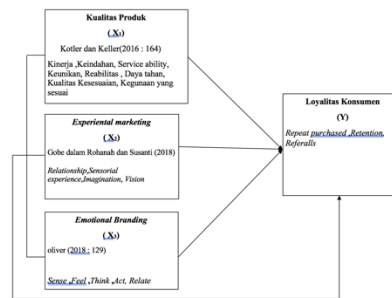 Kualitas Produk
(X₁)
Kotler dan Keller(2016 : 164)
Kinerja ,Keindahan, Service ability,
Keunikan, Reabilitas , Daya tahan,
Kualitas Kesesuaian, Kegunaan yang
sesuai
Experiental marketing
(X₂)
Gobe dalam Rohanah dan Susanti (2018)
Relationship,Sensorial
experience,Imagination, Vision
Emotional Branding
(X₃)
oliver (2018 : 129)
Sense ,Feel ,Think ,Act, Relate
Loyalitas Konsumen
(Y)
Repeat purchased ,Retention,
Referalls